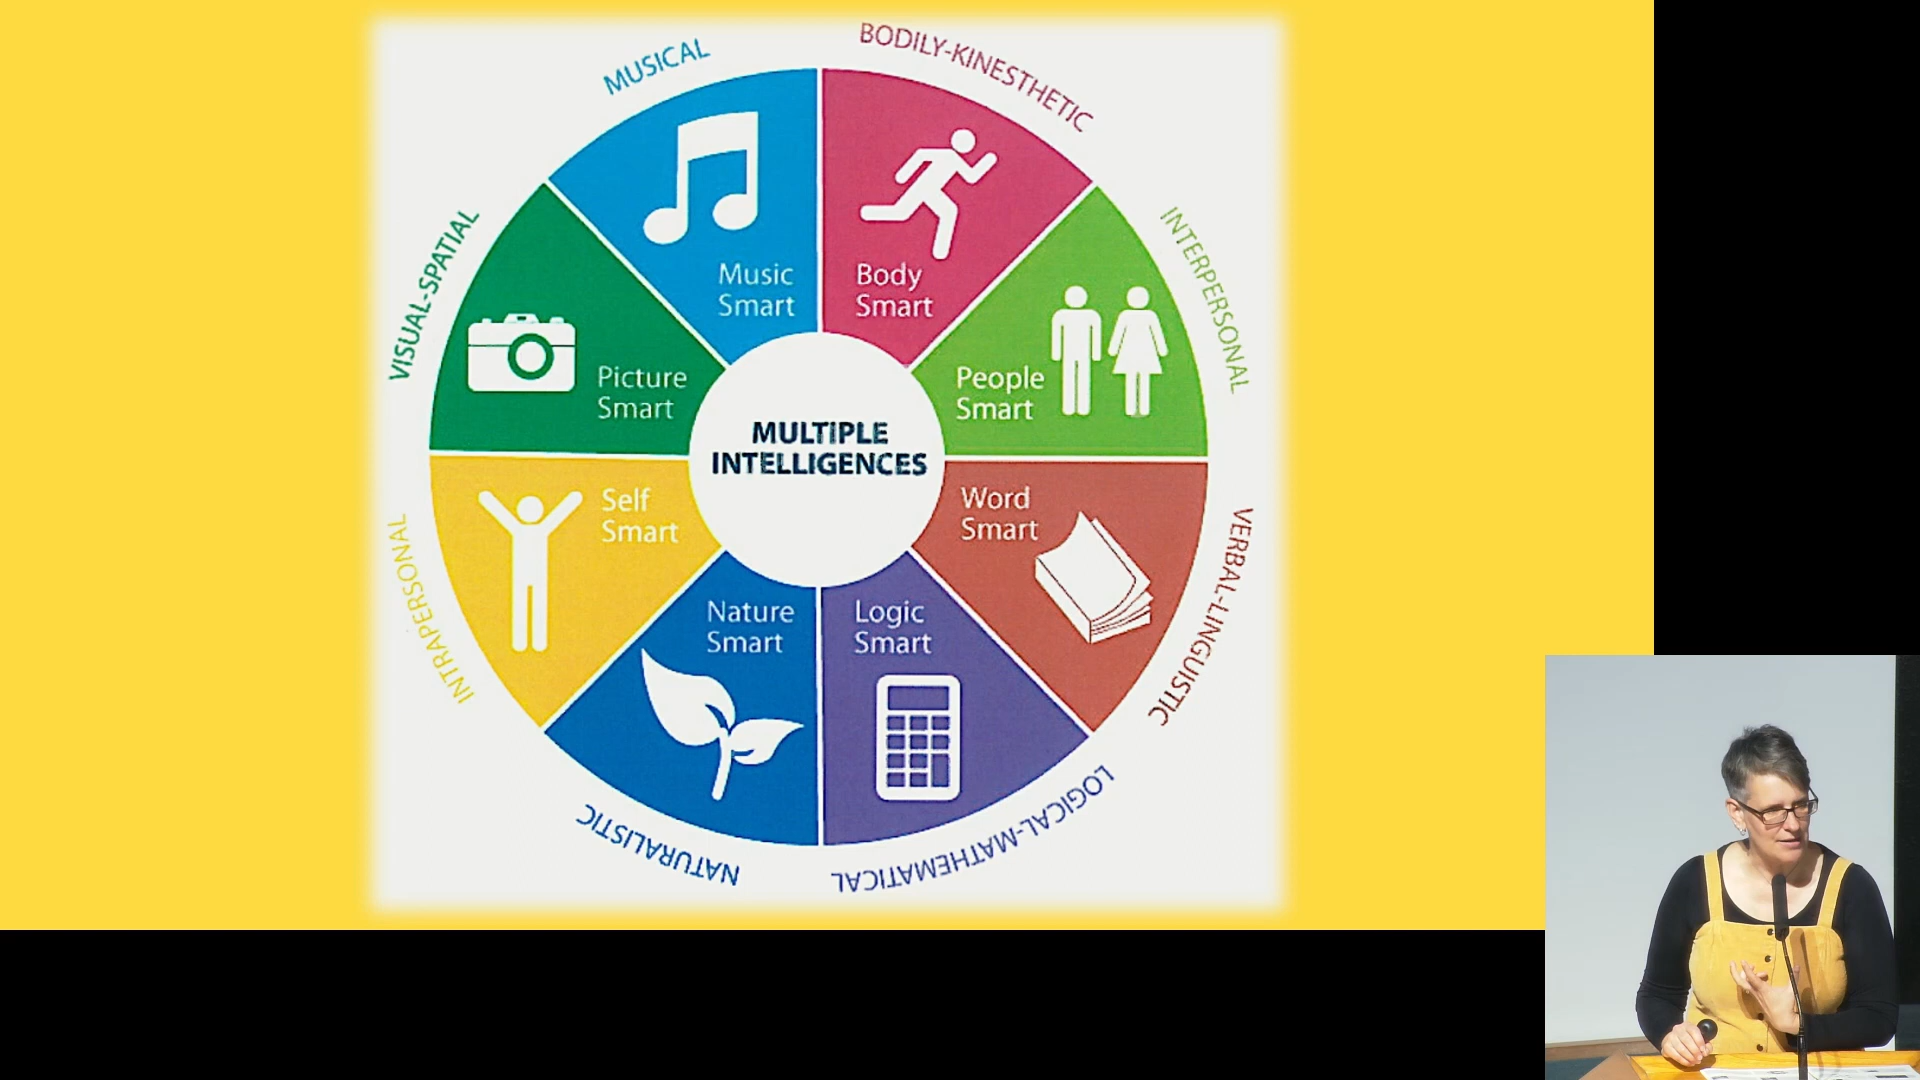 MUSICAL
BODILY-KINESTHETIC
VISUAL-SPATIAL
INTERPERSONAL
Music
Smart
Body
Smart
Picture
Smart
People
Smart
MULTIPLE
INTELLIGENCES
Self
Smart
Word
Smart
INTRAPERSONAL
VERBAL-LINGUISTIC
Nature
Smart
Logic
Smart
NATURALISTIC
LOGICAL-MATHEMATICAL